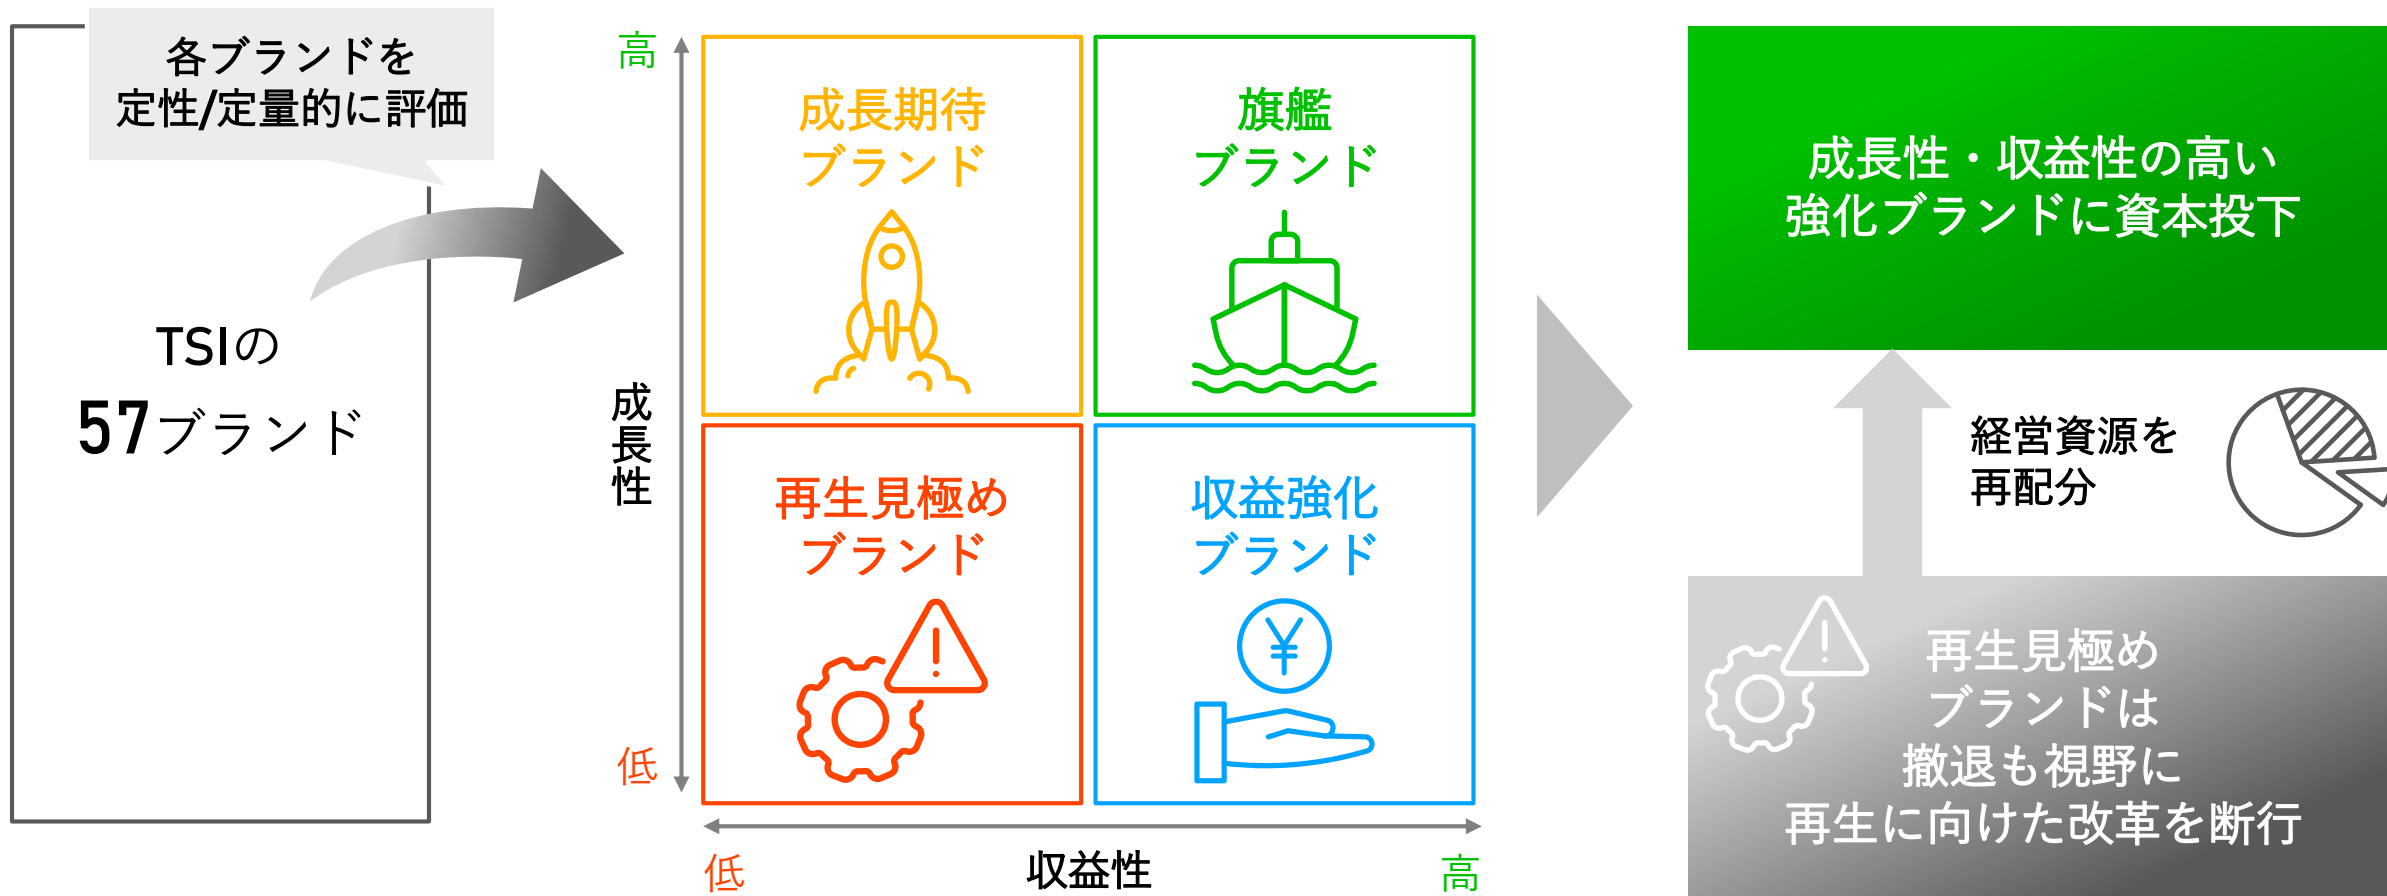 各ブランドを
定性/定量的に評価
TSIの
57ブランド
高
成長性
低
成長期待
ブランド
旗艦
ブランド
再生見極め
ブランド
収益強化
ブランド
¥
低
収益性
高
成長性・収益性の高い
強化ブランドに資本投下
経営資源を
再配分
再生見極め
ブランドは
撤退も視野に
再生に向けた改革を断行